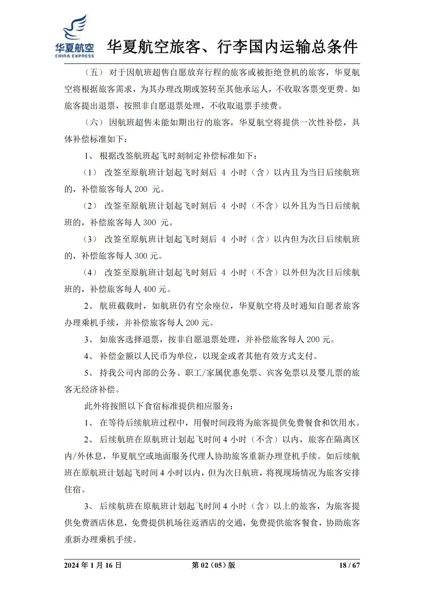 华夏航空
CHINA EXPRESS
华夏航空旅客、行李国内运输总条件
（五） 对于因航班超售自愿放弃行程的旅客或被拒绝登机的旅客，华夏航
空将根据旅客需求，为其办理改期或签转至其他承运人，不收取客票变更费。如
旅客提出退票，按照非自愿退票处理，不收取退票手续费。
（六） 因航班超售未能如期出行的旅客，华夏航空将提供一次性补偿，具
体补偿标准如下：
1、 根据改签航班起飞时刻制定补偿标准如下：
（1） 改签至原航班计划起飞时刻后 4 小时（含）以内且为当日后续航班
的，补偿旅客每人 200 元。
（2） 改签至原航班计划起飞时刻后 4 小时（不含）以外且为当日后续航
班的，补偿旅客每人 300 元。
（3） 改签至原航班计划起飞时刻后 4 小时（含）以内但为次日后续航班
的，补偿旅客每人 300 元。
（4） 改签至原航班计划起飞时刻后 4 小时（不含）以外但为次日后续航
班的，补偿旅客每人 400 元。
2、 航班截载时，如航班仍有空余座位，华夏航空将及时通知自愿者旅客
办理乘机手续，并补偿旅客每人 200 元。
3、 如旅客选择退票，按非自愿退票处理，并补偿旅客每人 200 元。
4、 补偿金额以人民币为单位，以现金或者其他有效方式支付。
5、 持我公司内部的公务、职工/家属优惠免票、宾客免票以及婴儿票的旅
客无经济补偿。
此外将按照以下食宿标准提供相应服务：
1、 在等待后续航班过程中，用餐时间段将为旅客提供免费餐食和饮用水。
2、 后续航班在原航班计划起飞时间 4 小时（不含）以内，旅客在隔离区
内/外休息，华夏航空或地面服务代理人协助旅客重新办理登机手续。如后续航
班在原航班计划起飞时间 4 小时以内，但为次日航班，将视现场情况为旅客安排
住宿。
3、 后续航班在原航班计划起飞时间 4 小时（含）以上的旅客，为旅客提
供免费酒店休息，免费提供机场往返酒店的交通，免费提供旅客餐食，协助旅客
重新办理乘机手续。
2024 年 1 月 16 日 第 02（05）版 18 / 67